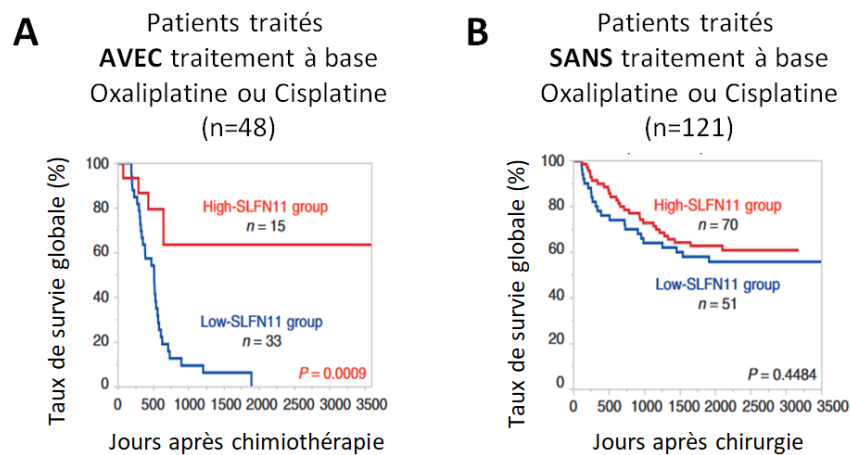 A
Patients traités
AVEC traitement à base
Oxaliplatine ou Cisplatine
(n=48)
Taux de survie globale (%)
100
80
60
40
20
0
High-SLFN11 group
n = 15
Low-SLFN11 group
n = 33
P = 0.0009
0 500 1000 1500 2000 2500 3000 3500
Jours après chimiothérapie
B
Patients traités
SANS traitement à base
Oxaliplatine ou Cisplatine
(n=121)
Taux de survie globale (%)
100
80
60
40
20
0
High-SLFN11 group
n = 70
Low-SLFN11 group
n = 51
P = 0.4484
0 500 1000 1500 2000 2500 3000 3500
Jours après chirurgie